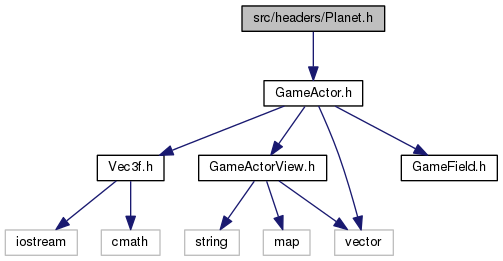 src/headers/Planet.h
GameActor.h
Vec3f.h
GameActorView.h
GameField.h
iostream
cmath
string
map
vector